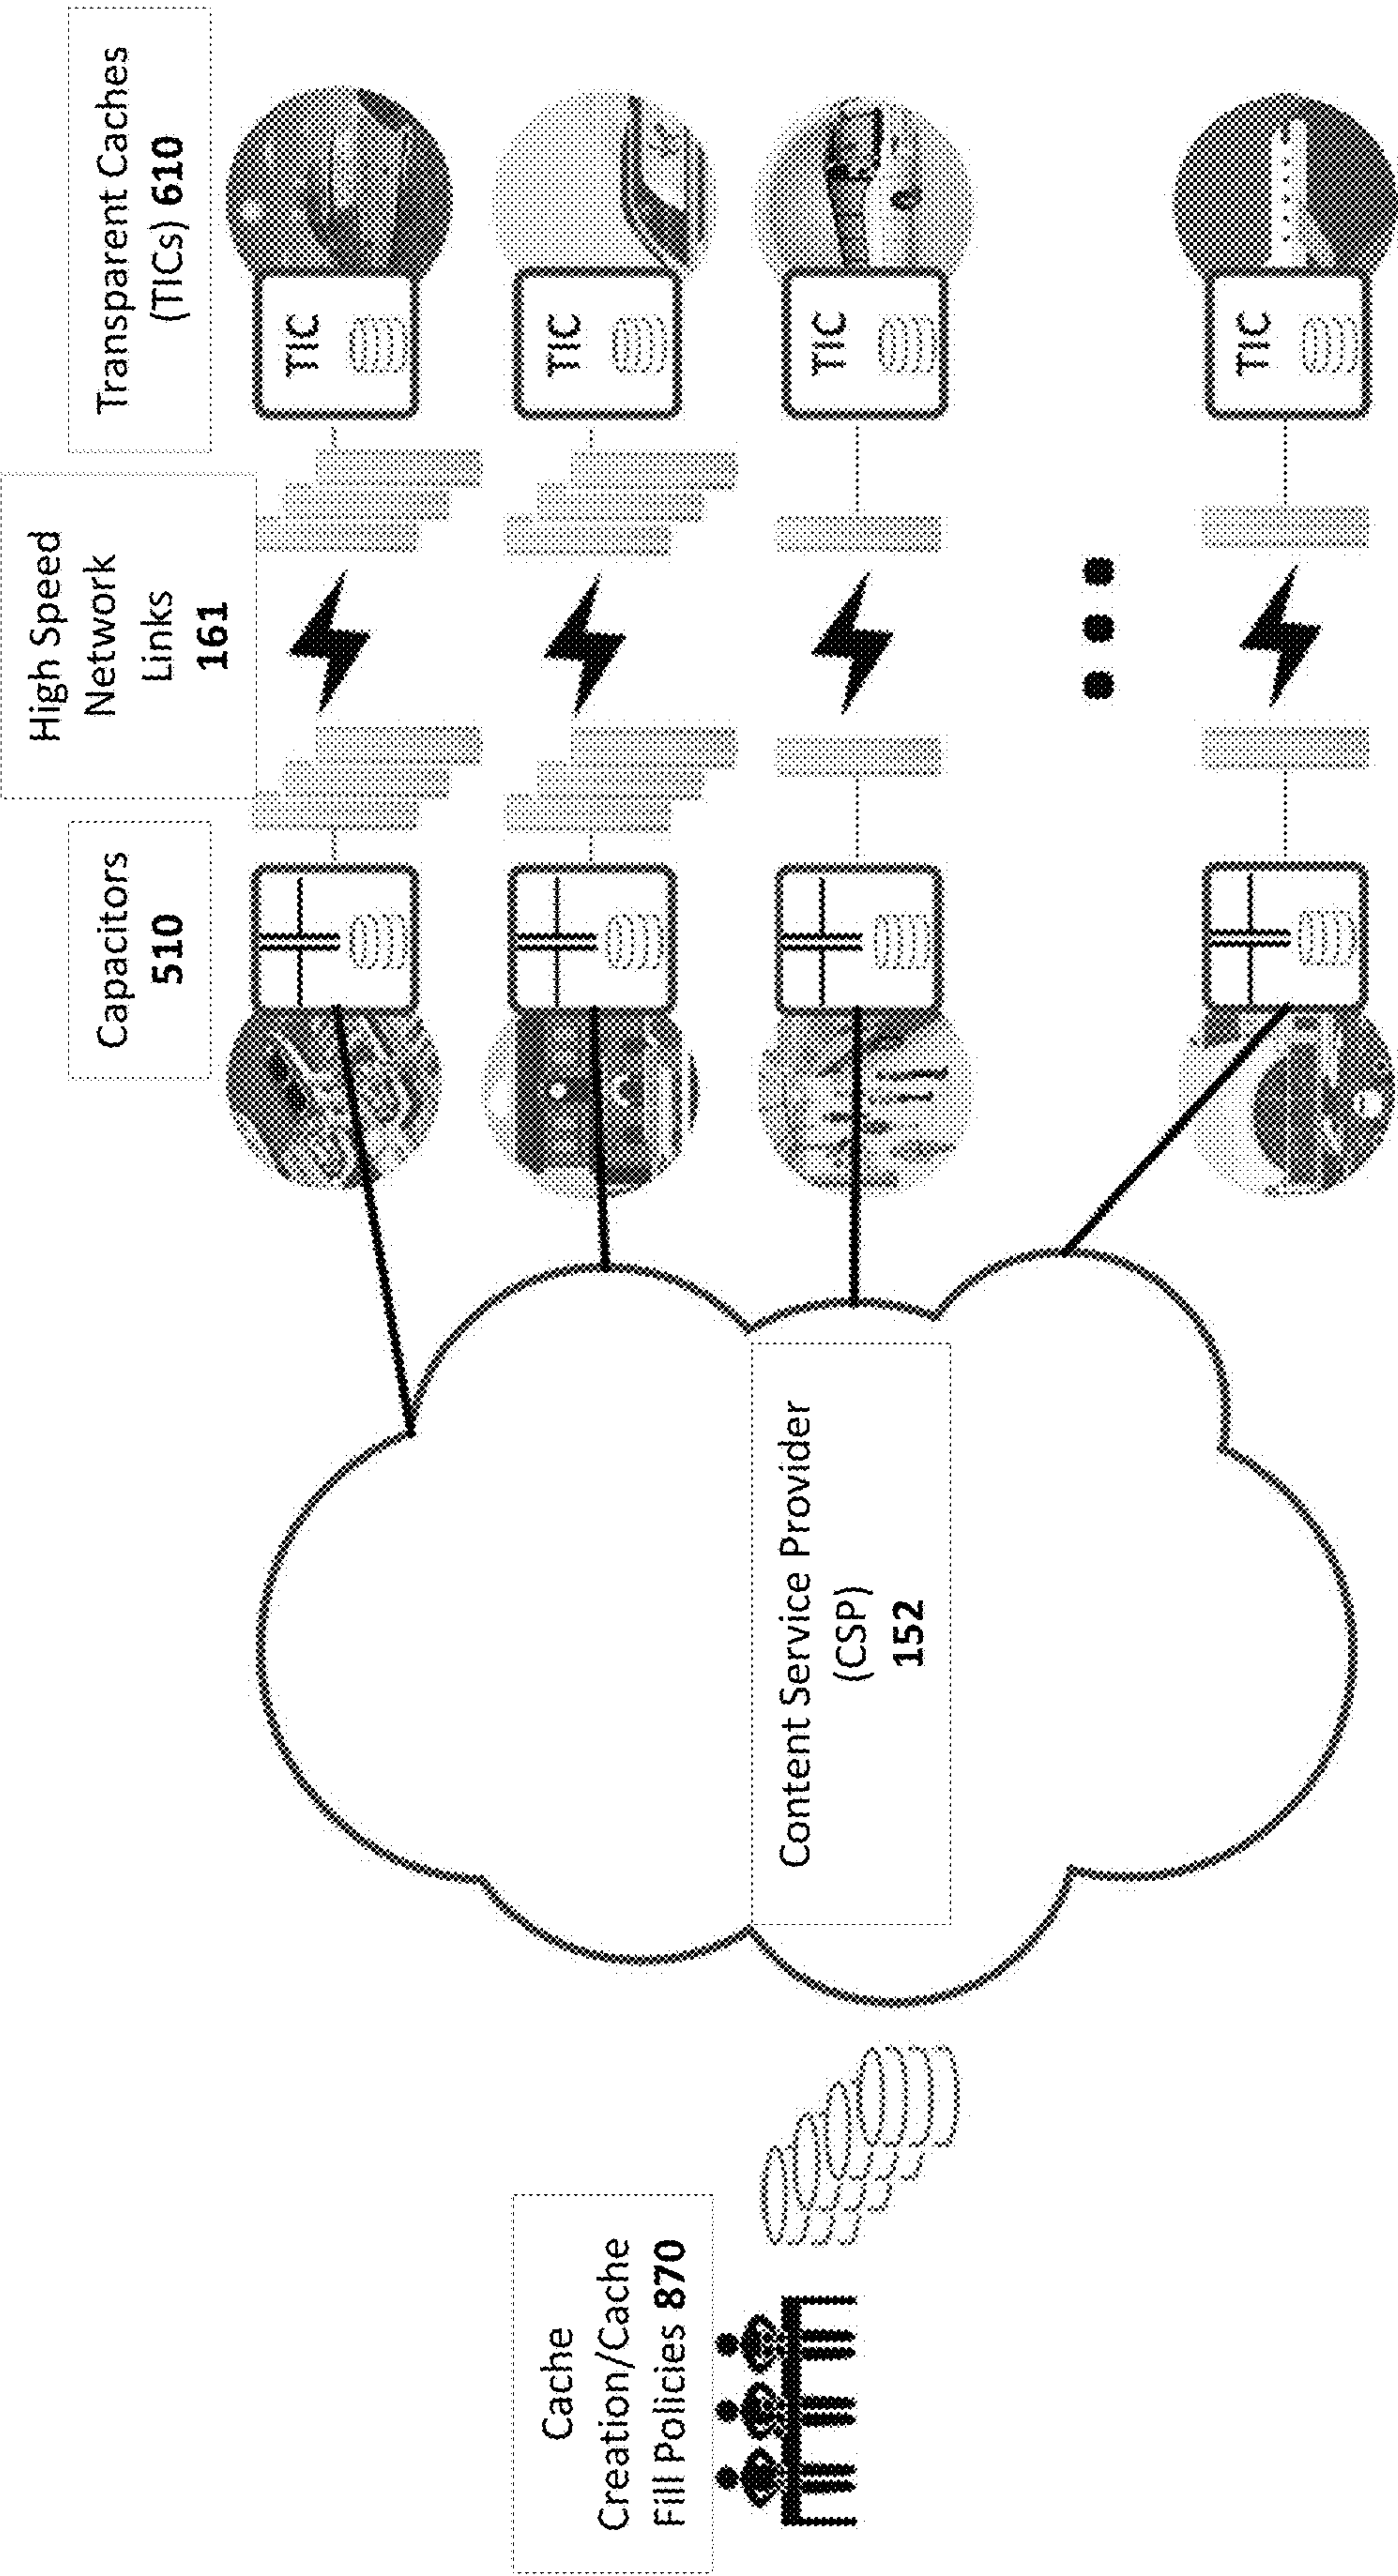 Cache
Creation/Cache
Fill Policies 870
Content Service Provider
(CSP)
152
Capacitors
510
High Speed
Network
Links
161
Transparent Caches
(TICs) 610
TIC
TIC
TIC
TIC